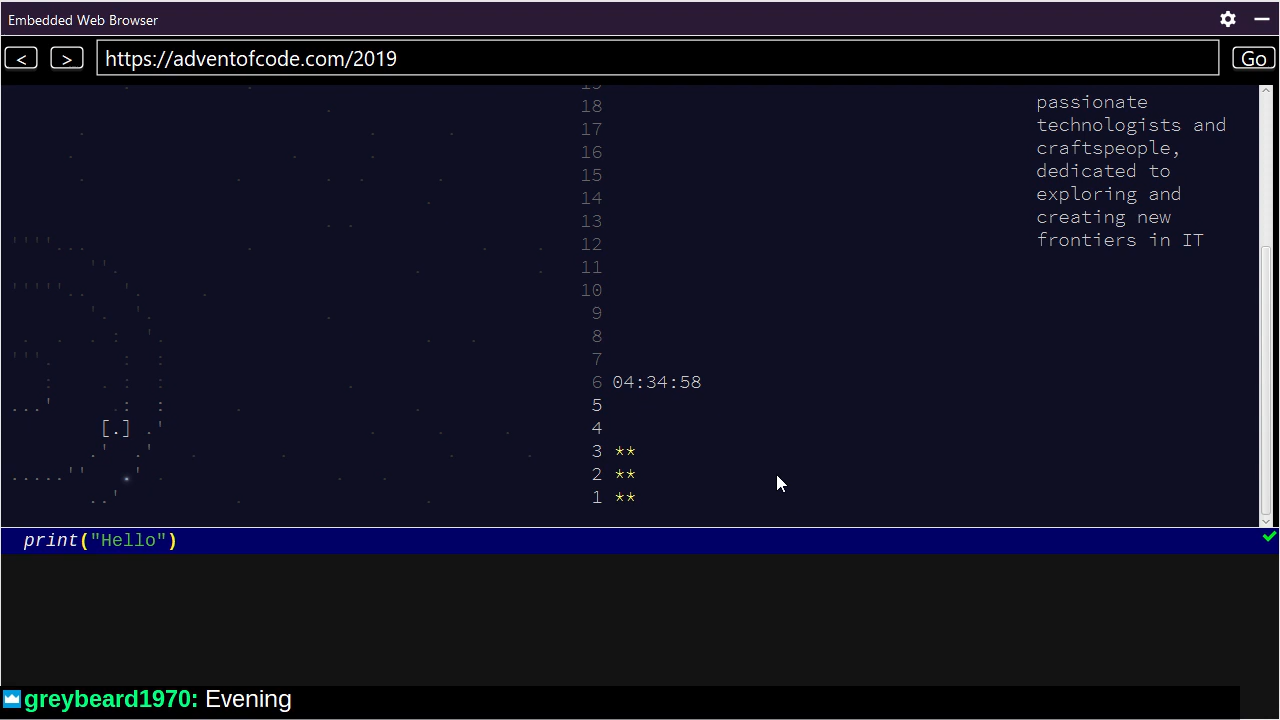 Embedded Web Browser
< > https://adventofcode.com/2019 Go
19
18
17
16
15
14
13
12
11
10
9
8
7
6 04:34:58
5
4
3 **
2 **
1 **
passionate
technologists and
craftspeople,
dedicated to
exploring and
creating new
frontiers in IT
[.]
print("Hello")
greybeard1970: Evening